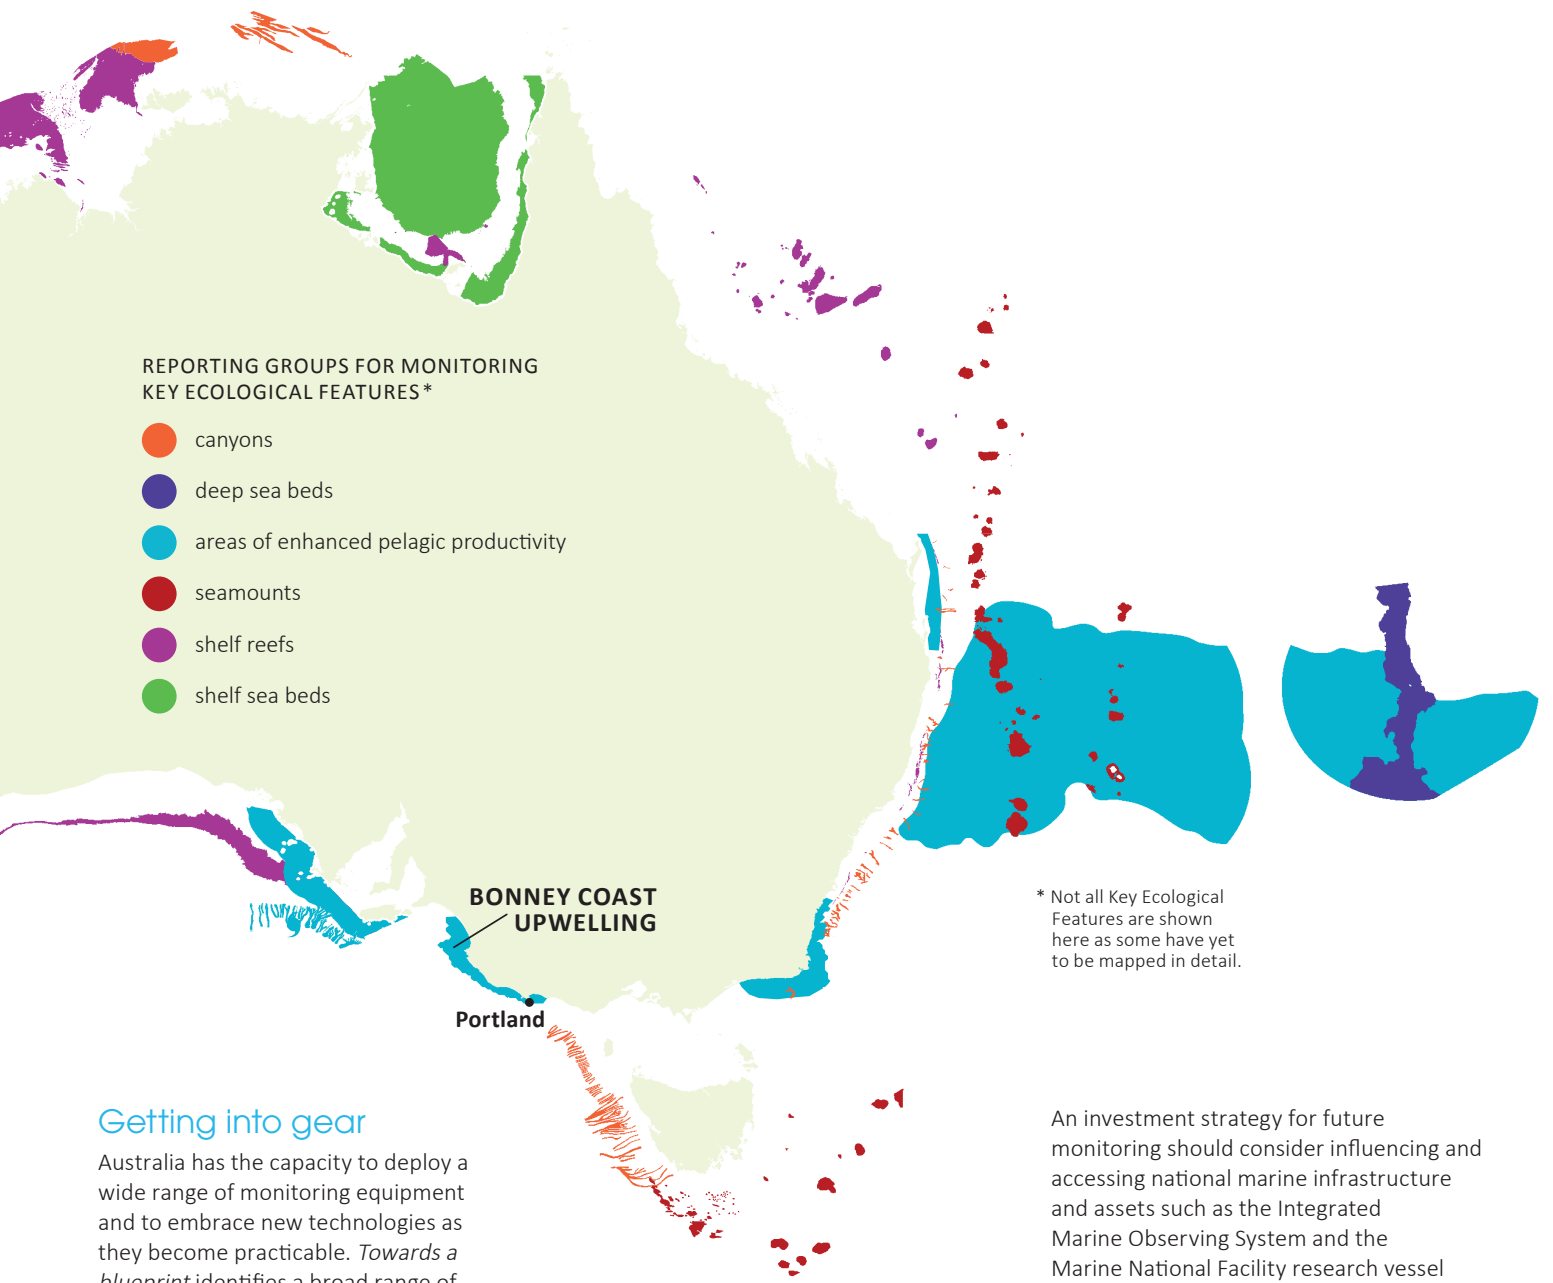 REPORTING GROUPS FOR MONITORING
KEY ECOLOGICAL FEATURES*
canyons
deep sea beds
areas of enhanced pelagic productivity
seamounts
shelf reefs
shelf sea beds
BONNEY COAST
UPWELLING
Portland
* Not all Key Ecological
Features are shown
here as some have yet
to be mapped in detail.
Getting into gear
Australia has the capacity to deploy a
wide range of monitoring equipment
and to embrace new technologies as
they become practicable. Towards a
blueprint identifies a broad range of
An investment strategy for future
monitoring should consider influencing and
accessing national marine infrastructure
and assets such as the Integrated
Marine Observing System and the
Marine National Facility research vessel